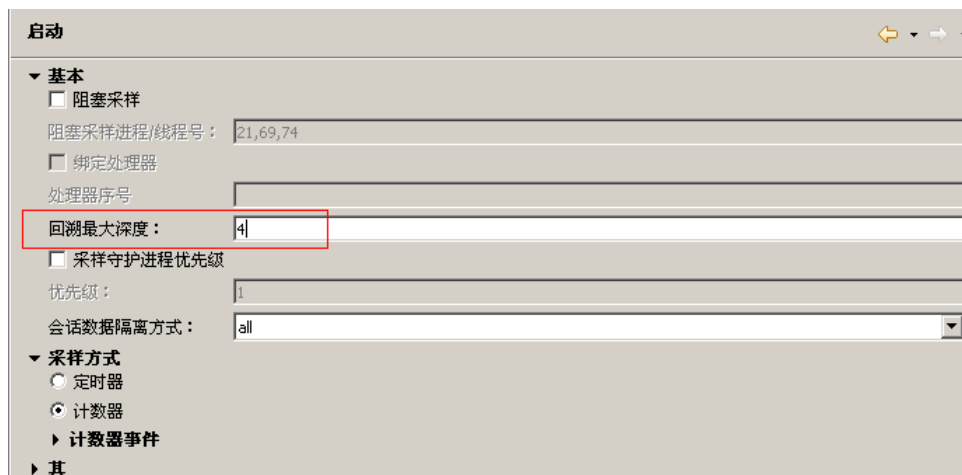 启动
基本
阻塞采样
阻塞采样进程/线程号： 21,69,74
绑定处理器
处理器序号
回溯最大深度： 4
采样守护进程优先级
优先级： 1
会话数据隔离方式： all
采样方式
定时器
计数器
计数器事件
其